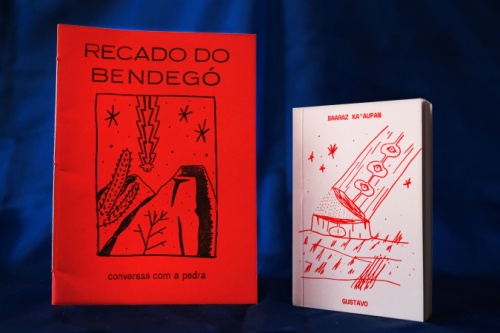 RECADO DO
BENDEGÓ
conversas com a pedra
BAARAZ KA'AUPAN
GUSTAVO